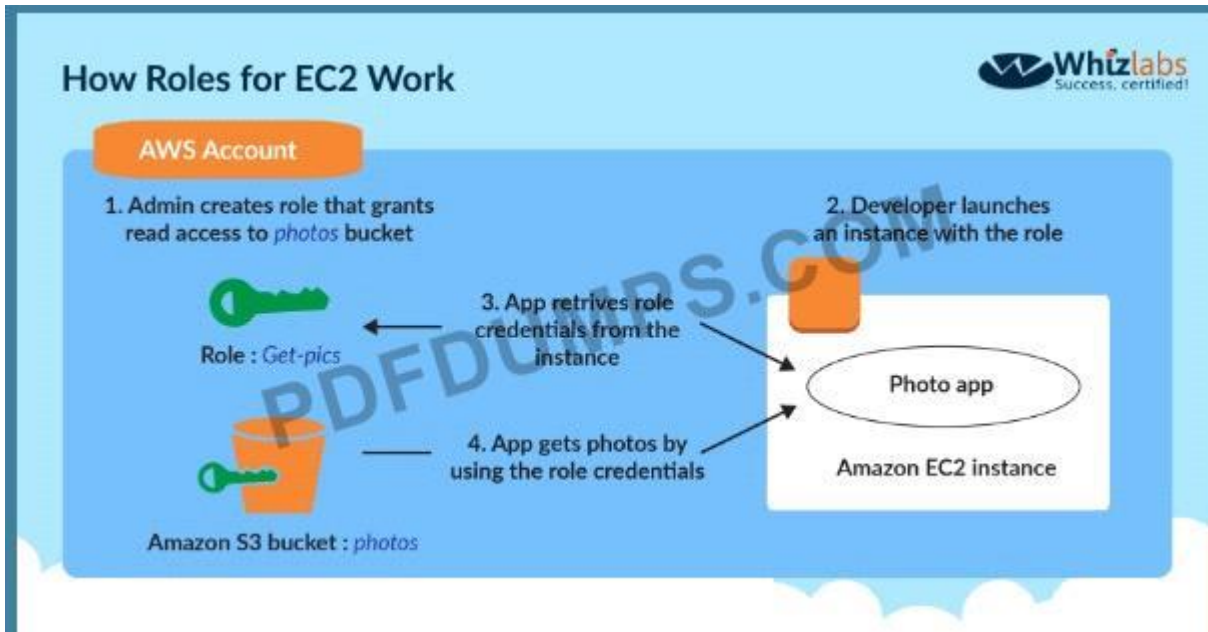 How Roles for EC2 Work
Whizlabs
Success, certified!
AWS Account
1. Admin creates role that grants
read access to photos bucket
2. Developer launches
an instance with the role
3. App retrives role
credentials from the
instance
Role : Get-pics
Photo app
4. App gets photos by
using the role credentials
Amazon EC2 instance
Amazon S3 bucket : photos
PDFDUMPS.COM